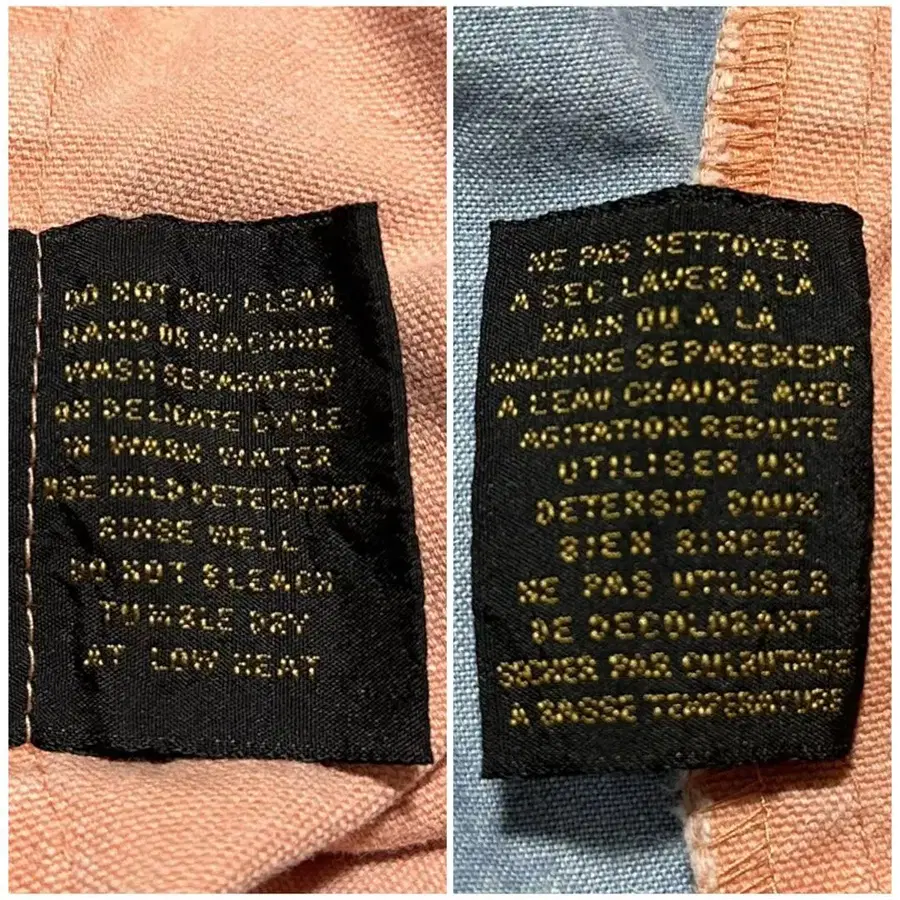 DO NOT DRY CLEAN
HAND OR MACHINE
WASH SEPARATELY
ON DELICATE CYCLE
IN WARM WATER
USE MILD DETERGENT
RINSE WELL
DO NOT BLEACH
TUMBLE DRY
AT LOW HEAT
NE PAS NETTOYER
A SEC. LAVER A LA
MAIN OU A LA
MACHINE SEPAREMENT
A L'EAU CHAUDE AVEC
AGITATION REDUITE
UTILISER UN
DETERSIF DOUX
BIEN RINCER
NE PAS UTILISER
DE DECOLORANT
SECHER PAR CULBUTAGE
A BASSE TEMPERATURE